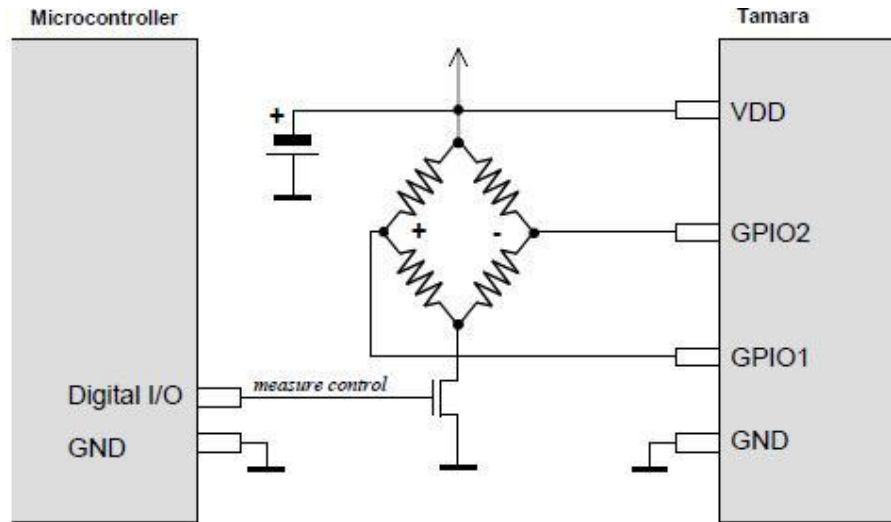 Microcontroller
Tamara
+
VDD
+
-
GPIO2
GPIO1
Digital I/O
measure control
GND
GND